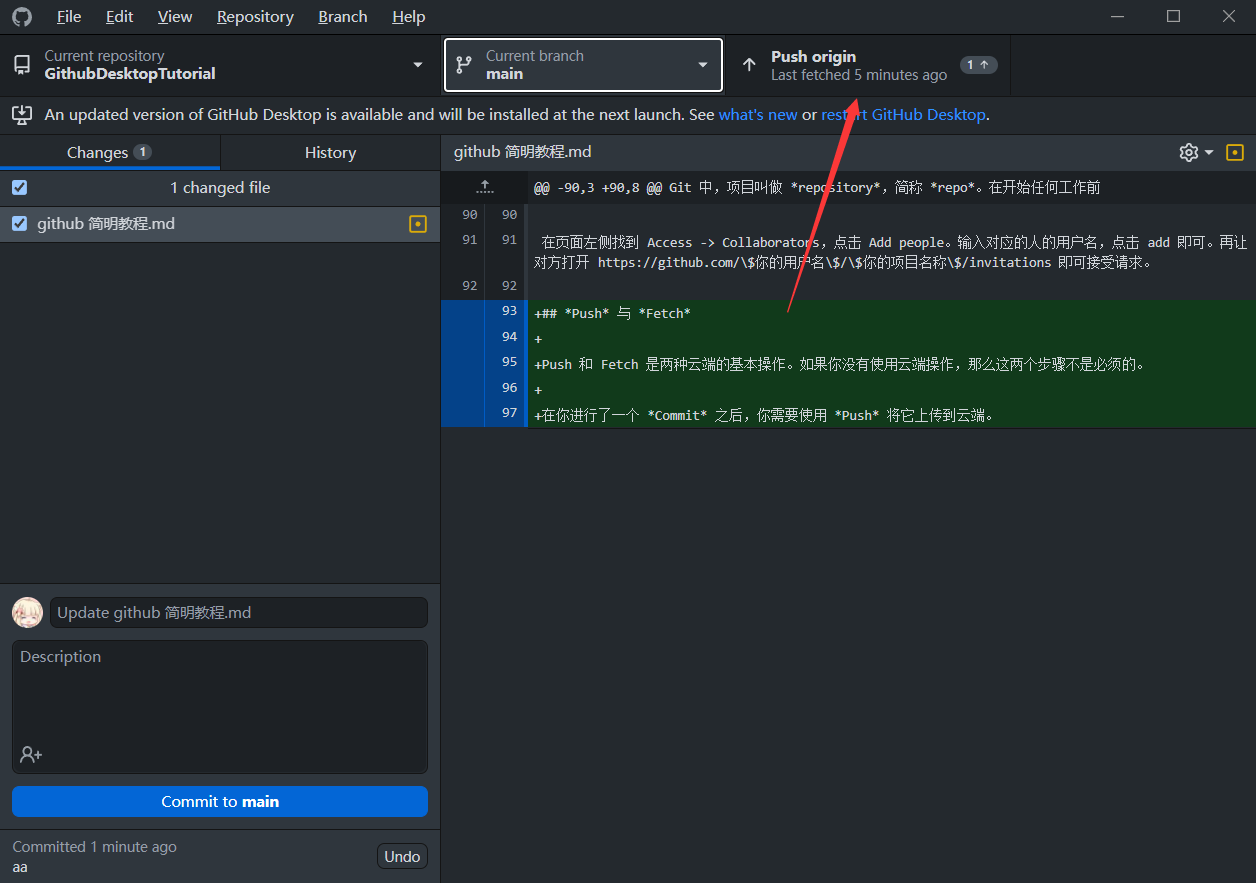 File Edit View Repository Branch Help
Current repository
GithubDesktopTutorial
Current branch
main
Push origin
Last fetched 5 minutes ago
1
An updated version of GitHub Desktop is available and will be installed at the next launch. See what's new or restart GitHub Desktop.
Changes 1
History
1 changed file
github 简明教程.md
github 简明教程.md
@@ -90,3 +90,8 @@ Git 中，项目叫做 *repository*，简称 *repo*。在开始任何工作前
90 90
91 91 在页面左侧找到 Access -> Collaborators，点击 Add people。输入对应的人的用户名，点击 add 即可。再让
对方打开 https://github.com/\$你的用户名\$/\$你的项目名称\$/invitations 即可接受请求。
92 92
93 +## *Push* 与 *Fetch*
94 +
95 +Push 和 Fetch 是两种云端的基本操作。如果你没有使用云端操作，那么这两个步骤不是必须的。
96 +
97 +在你进行了一个 *Commit* 之后，你需要使用 *Push* 将它上传到云端。
Update github 简明教程.md
Description
Commit to main
Committed 1 minute ago
aa
Undo